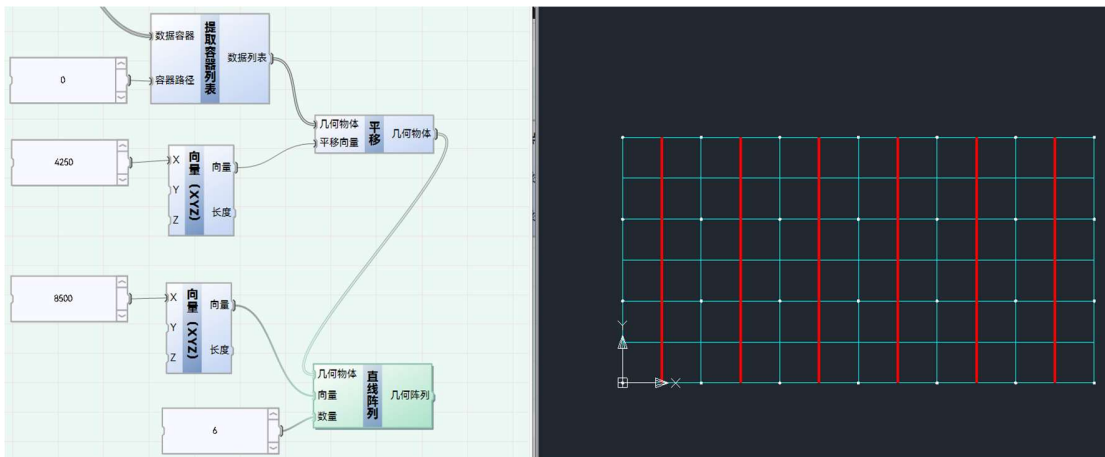 数据容器
提取容器列表
数据列表
容器路径
0
几何物体
平移
几何物体
平移向量
4250
X
向量（XYZ）
向量
Y
Z
长度
8500
X
向量（XYZ）
向量
Y
Z
长度
几何物体
直线阵列
几何阵列
向量
数量
6
Y
X